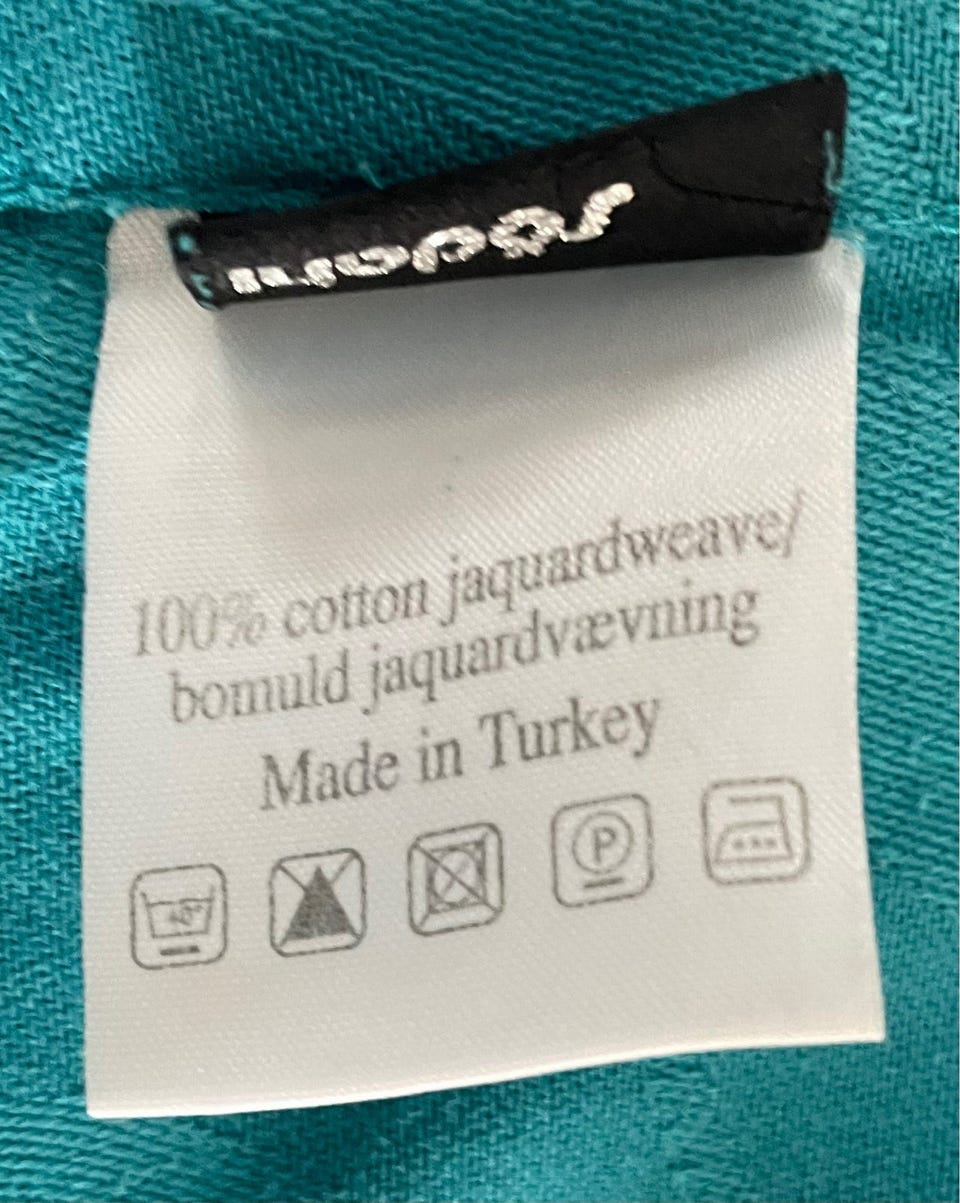 100% cotton jaquardweave/
bomuld jaquardvævning
Made in Turkey
P